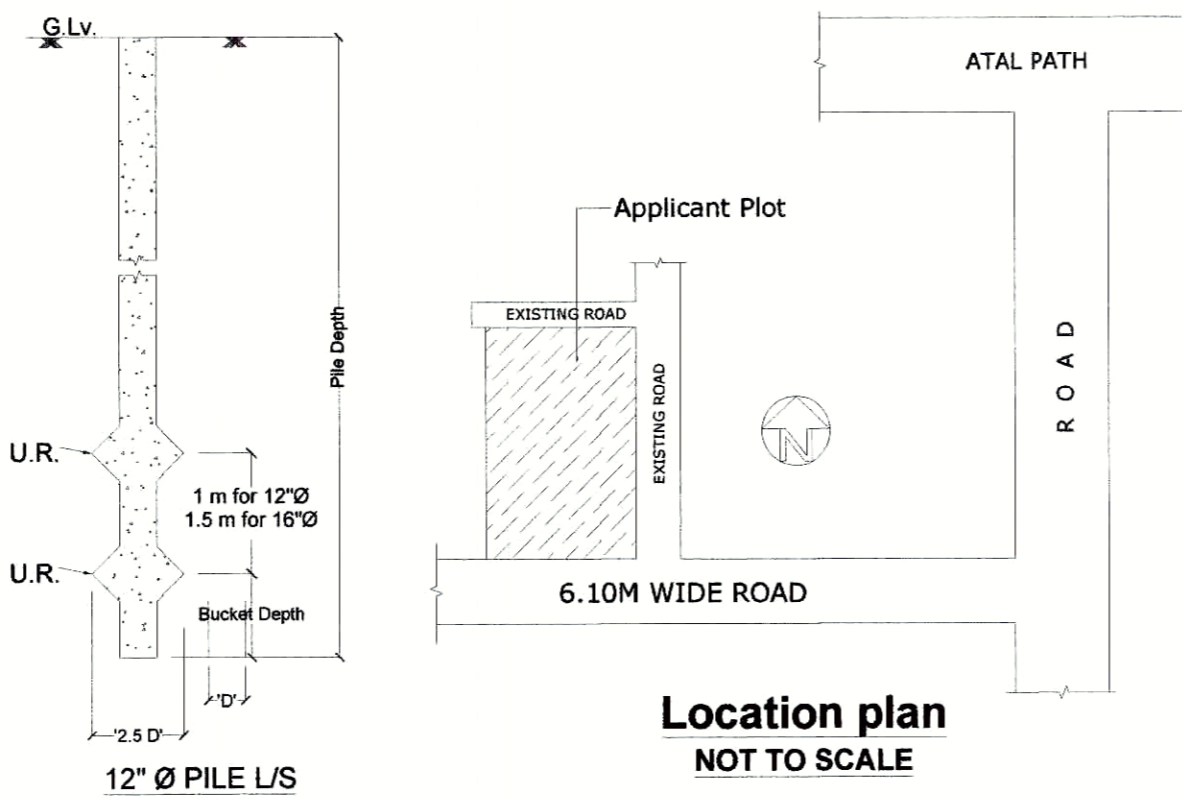 G.Lv.
Pile Depth
U.R.
1 m for 12"Ø
1.5 m for 16"Ø
U.R.
Bucket Depth
'D'
'2.5 D'
12" Ø PILE L/S
ATAL PATH
Applicant Plot
EXISTING ROAD
EXISTING ROAD
N
ROAD
6.10M WIDE ROAD
Location plan
NOT TO SCALE